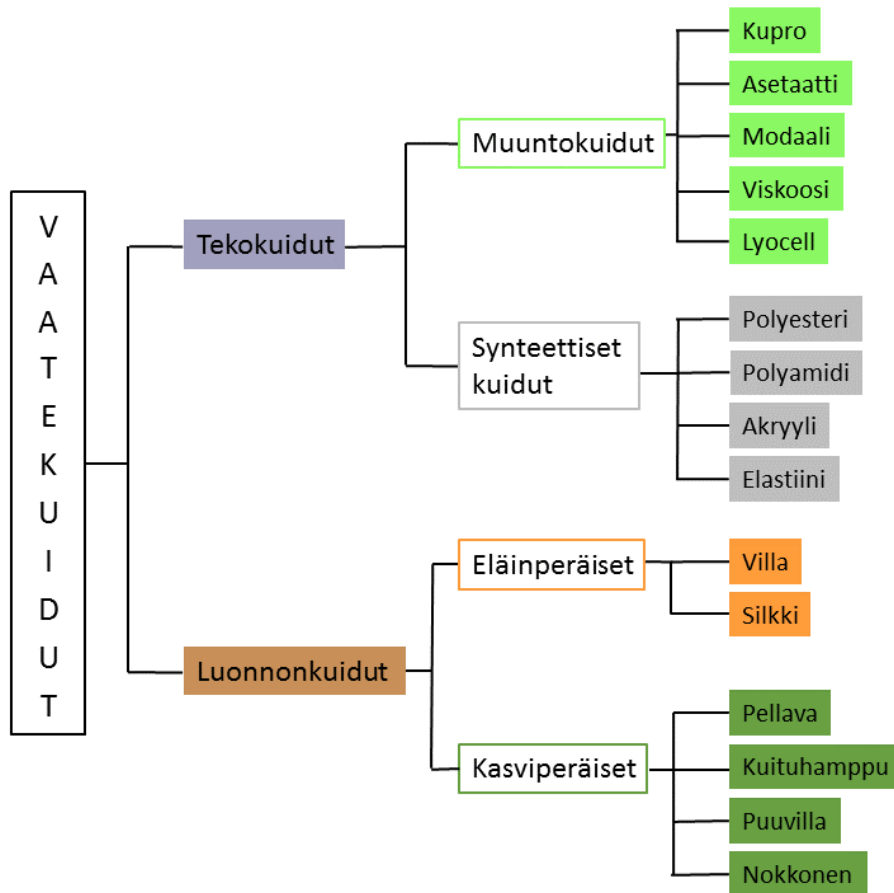 VAATEKUIDUT
Tekokuidut
Muuntokuidut
Kupro
Asetaatti
Modaali
Viskoosi
Lyocell
Synteettiset
kuidut
Polyesteri
Polyamidi
Akryyli
Elastiini
Luonnonkuidut
Eläinperäiset
Villa
Silkki
Kasviperäiset
Pellava
Kuituhamppu
Puuvilla
Nokkonen